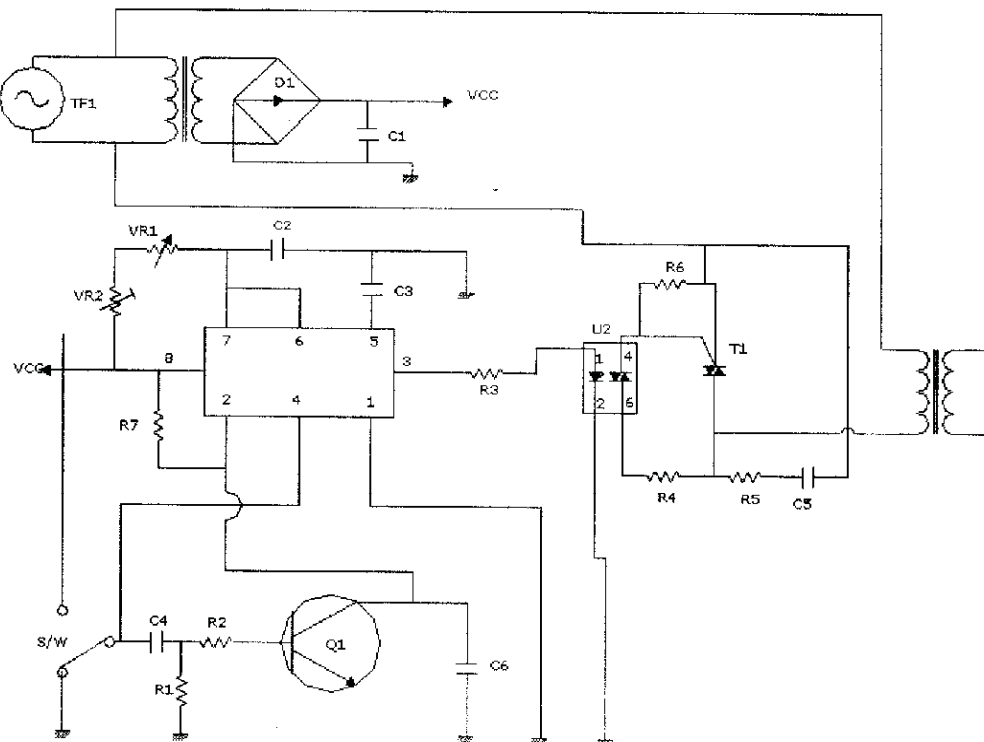 D1
VCC
TF1
C1
C2
VR1
C3
VR2
R6
U2
7 6 5
1 4
T1
VCC
8
3
R3
2 4 1
2 6
R7
R4 R5 C5
C4 R2
S/W
Q1
C6
R1